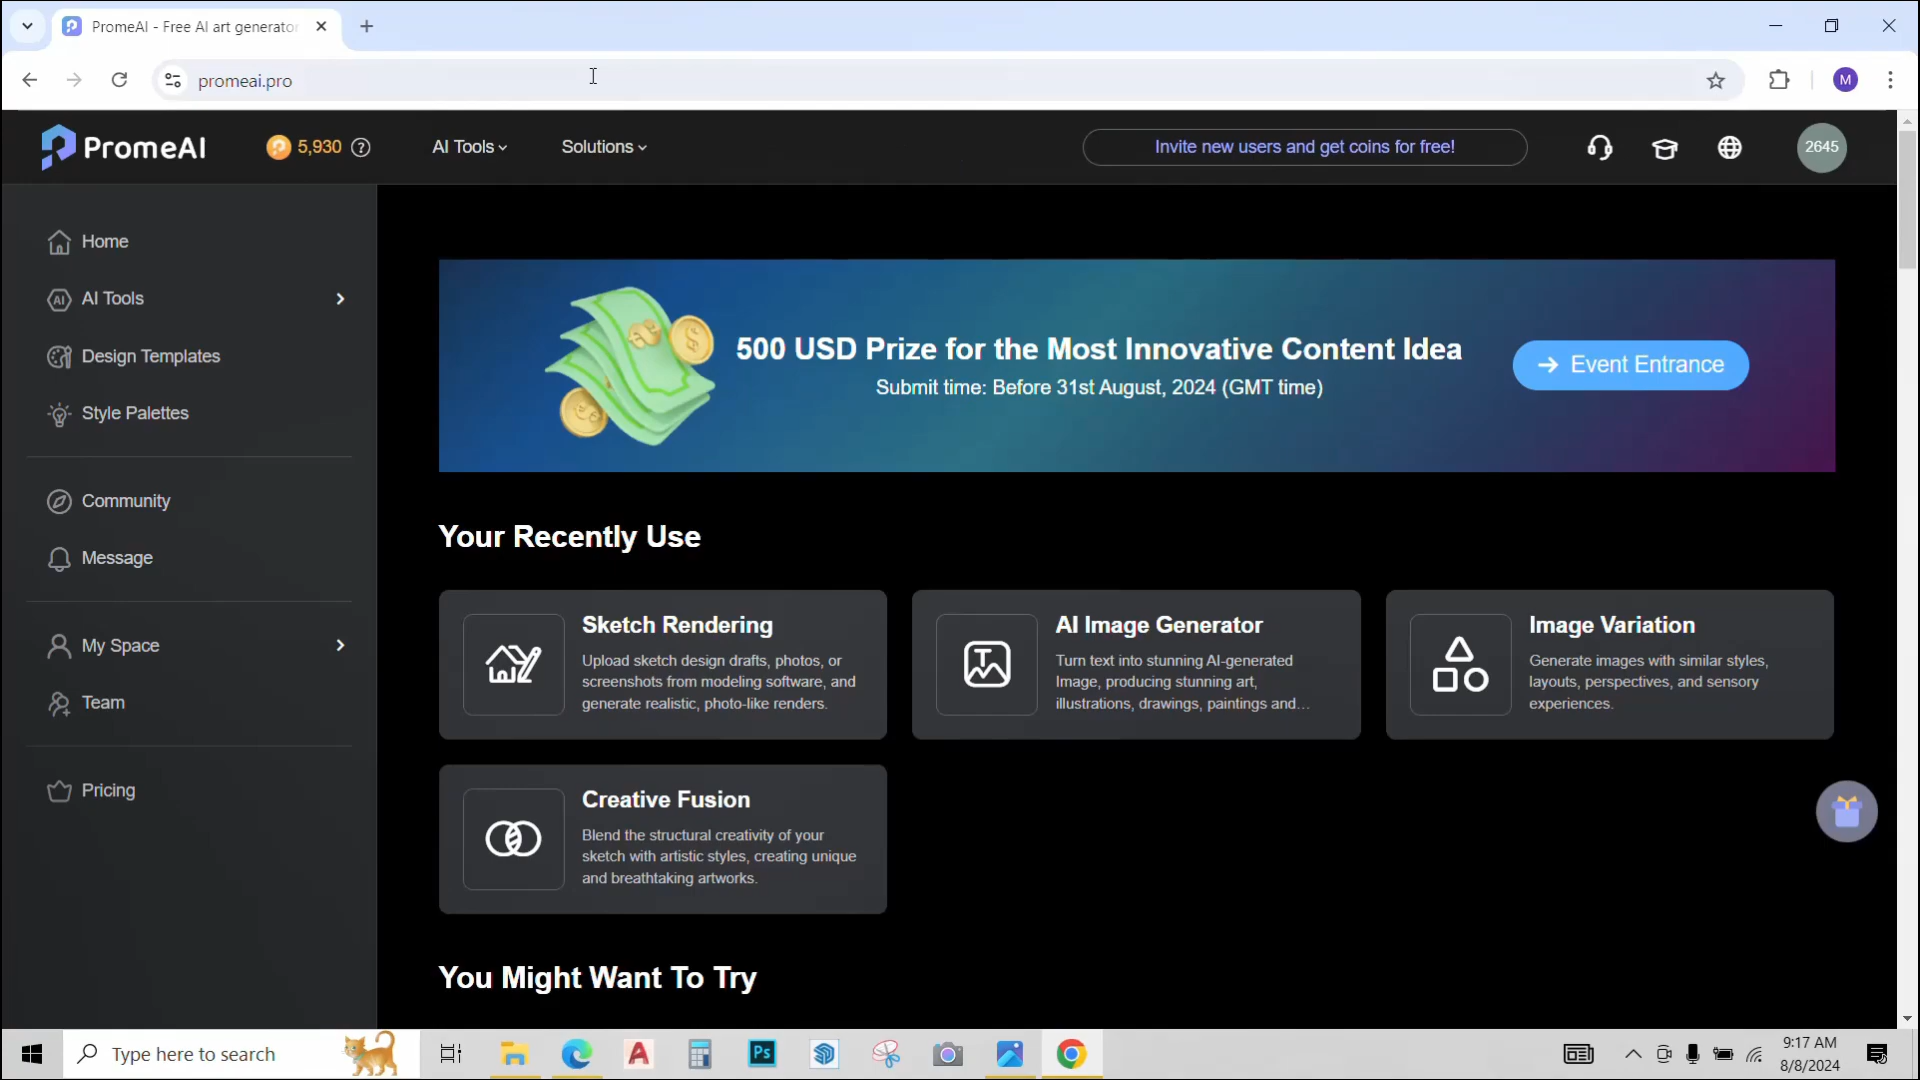 PromeAI - Free AI art generator
promeai.pro
M
PromeAI
5,930
AI Tools
Solutions
Invite new users and get coins for free!
2645
Home
AI Tools
Design Templates
Style Palettes
Community
Message
My Space
Team
Pricing
500 USD Prize for the Most Innovative Content Idea
Submit time: Before 31st August, 2024 (GMT time)
Event Entrance
Your Recently Use
Sketch Rendering
Upload sketch design drafts, photos, or
screenshots from modeling software, and
generate realistic, photo-like renders.
AI Image Generator
Turn text into stunning AI-generated
Image, producing stunning art,
illustrations, drawings, paintings and...
Image Variation
Generate images with similar styles,
layouts, perspectives, and sensory
experiences.
Creative Fusion
Blend the structural creativity of your
sketch with artistic styles, creating unique
and breathtaking artworks.
You Might Want To Try
Type here to search
Ps
9:17 AM
8/8/2024